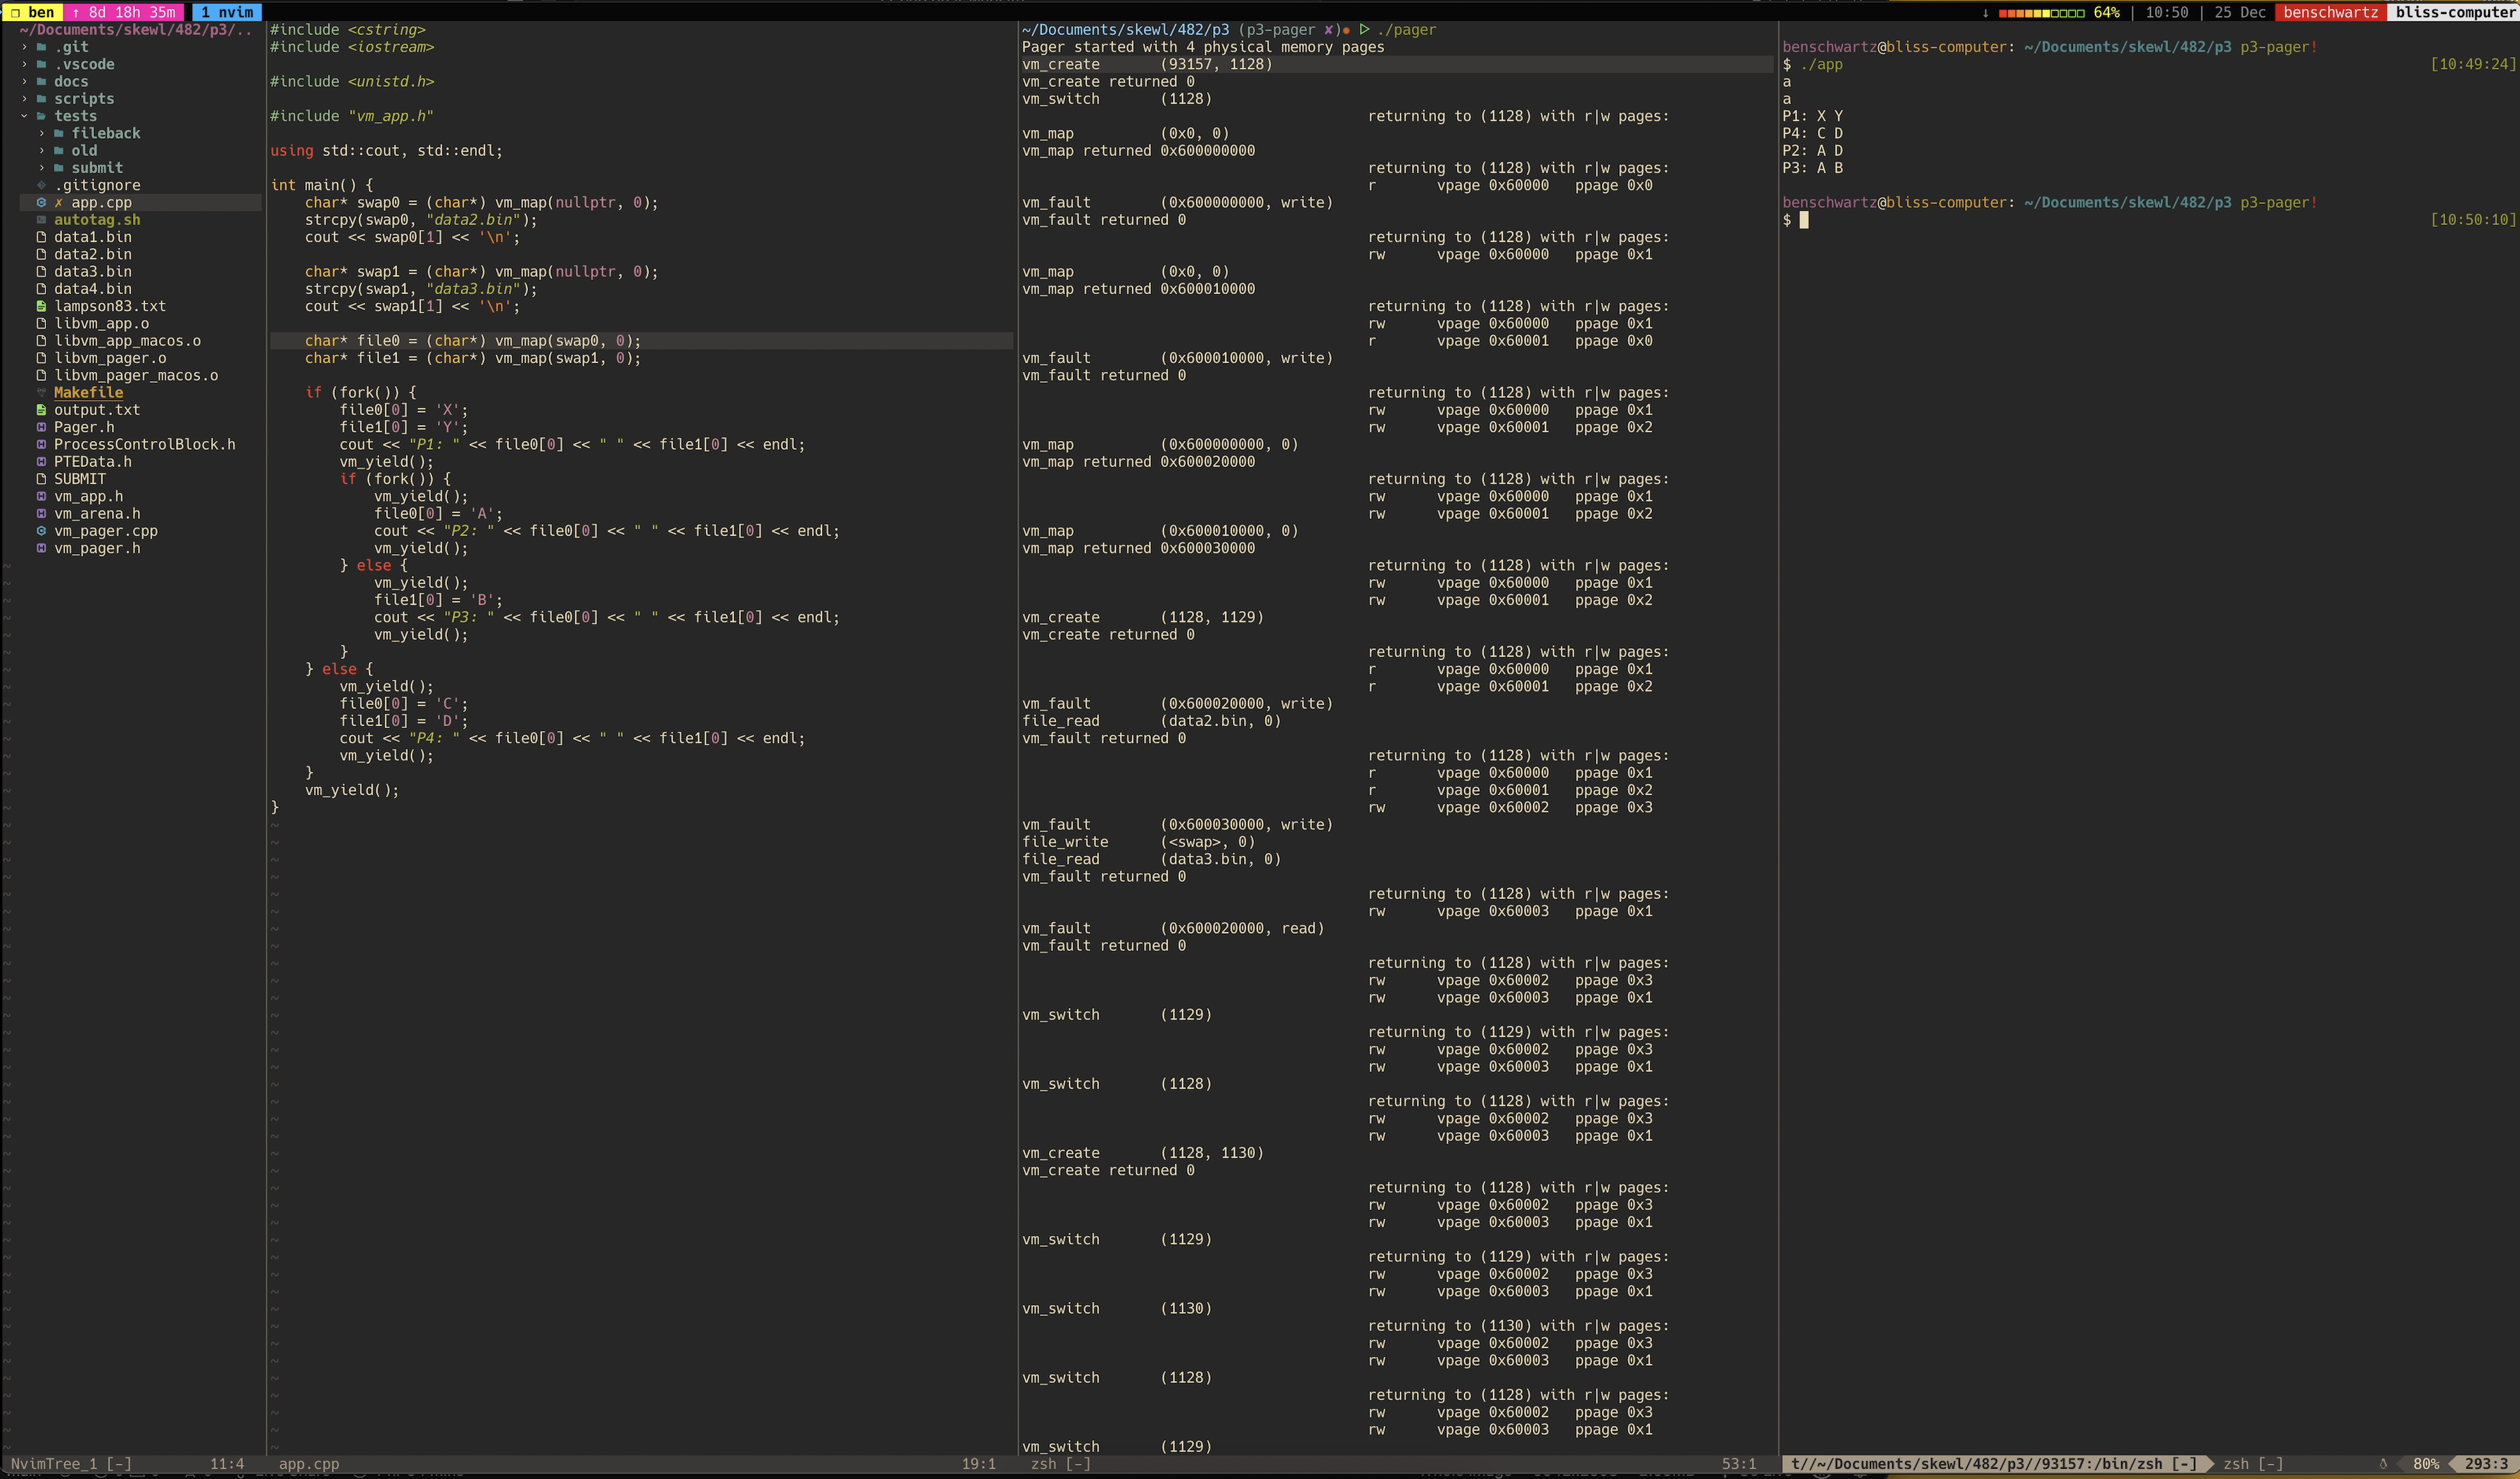 ❐ ben ↑ 8d 18h 35m 1 nvim
↓ 64% | 10:50 | 25 Dec benschwartz bliss-computer
~/Documents/skewl/482/p3/..
› .git
› .vscode
› docs
› scripts
tests
› fileback
› old
› submit
.gitignore
✗ app.cpp
autotag.sh
data1.bin
data2.bin
data3.bin
data4.bin
lampson83.txt
libvm_app.o
libvm_app_macos.o
libvm_pager.o
libvm_pager_macos.o
Makefile
output.txt
Pager.h
ProcessControlBlock.h
PTEData.h
SUBMIT
vm_app.h
vm_arena.h
vm_pager.cpp
vm_pager.h
NvimTree_1 [-] 11:4
#include <cstring>
#include <iostream>
#include <unistd.h>
#include "vm_app.h"
using std::cout, std::endl;
int main() {
    char* swap0 = (char*) vm_map(nullptr, 0);
    strcpy(swap0, "data2.bin");
    cout << swap0[1] << '\n';
    char* swap1 = (char*) vm_map(nullptr, 0);
    strcpy(swap1, "data3.bin");
    cout << swap1[1] << '\n';
    char* file0 = (char*) vm_map(swap0, 0);
    char* file1 = (char*) vm_map(swap1, 0);
    if (fork()) {
        file0[0] = 'X';
        file1[0] = 'Y';
        cout << "P1: " << file0[0] << " " << file1[0] << endl;
        vm_yield();
        if (fork()) {
            vm_yield();
            file0[0] = 'A';
            cout << "P2: " << file0[0] << " " << file1[0] << endl;
            vm_yield();
        } else {
            vm_yield();
            file1[0] = 'B';
            cout << "P3: " << file0[0] << " " << file1[0] << endl;
            vm_yield();
        }
    } else {
        vm_yield();
        file0[0] = 'C';
        file1[0] = 'D';
        cout << "P4: " << file0[0] << " " << file1[0] << endl;
        vm_yield();
    }
    vm_yield();
}
app.cpp 19:1
~/Documents/skewl/482/p3 (p3-pager ✘)● ▷ ./pager
Pager started with 4 physical memory pages
vm_create (93157, 1128)
vm_create returned 0
vm_switch (1128)
returning to (1128) with r|w pages:
vm_map (0x0, 0)
vm_map returned 0x600000000
returning to (1128) with r|w pages:
r vpage 0x60000 ppage 0x0
vm_fault (0x600000000, write)
vm_fault returned 0
returning to (1128) with r|w pages:
rw vpage 0x60000 ppage 0x1
vm_map (0x0, 0)
vm_map returned 0x600010000
returning to (1128) with r|w pages:
rw vpage 0x60000 ppage 0x1
r vpage 0x60001 ppage 0x0
vm_fault (0x600010000, write)
vm_fault returned 0
returning to (1128) with r|w pages:
rw vpage 0x60000 ppage 0x1
rw vpage 0x60001 ppage 0x2
vm_map (0x600000000, 0)
vm_map returned 0x600020000
returning to (1128) with r|w pages:
rw vpage 0x60000 ppage 0x1
rw vpage 0x60001 ppage 0x2
vm_map (0x600010000, 0)
vm_map returned 0x600030000
returning to (1128) with r|w pages:
rw vpage 0x60000 ppage 0x1
rw vpage 0x60001 ppage 0x2
vm_create (1128, 1129)
vm_create returned 0
returning to (1128) with r|w pages:
r vpage 0x60000 ppage 0x1
r vpage 0x60001 ppage 0x2
vm_fault (0x600020000, write)
file_read (data2.bin, 0)
vm_fault returned 0
returning to (1128) with r|w pages:
r vpage 0x60000 ppage 0x1
r vpage 0x60001 ppage 0x2
rw vpage 0x60002 ppage 0x3
vm_fault (0x600030000, write)
file_write (<swap>, 0)
file_read (data3.bin, 0)
vm_fault returned 0
returning to (1128) with r|w pages:
rw vpage 0x60003 ppage 0x1
vm_fault (0x600020000, read)
vm_fault returned 0
returning to (1128) with r|w pages:
rw vpage 0x60002 ppage 0x3
rw vpage 0x60003 ppage 0x1
vm_switch (1129)
returning to (1129) with r|w pages:
rw vpage 0x60002 ppage 0x3
rw vpage 0x60003 ppage 0x1
vm_switch (1128)
returning to (1128) with r|w pages:
rw vpage 0x60002 ppage 0x3
rw vpage 0x60003 ppage 0x1
vm_create (1128, 1130)
vm_create returned 0
returning to (1128) with r|w pages:
rw vpage 0x60002 ppage 0x3
rw vpage 0x60003 ppage 0x1
vm_switch (1129)
returning to (1129) with r|w pages:
rw vpage 0x60002 ppage 0x3
rw vpage 0x60003 ppage 0x1
vm_switch (1130)
returning to (1130) with r|w pages:
rw vpage 0x60002 ppage 0x3
rw vpage 0x60003 ppage 0x1
vm_switch (1128)
returning to (1128) with r|w pages:
rw vpage 0x60002 ppage 0x3
rw vpage 0x60003 ppage 0x1
vm_switch (1129)
zsh [-] 53:1
benschwartz@bliss-computer: ~/Documents/skewl/482/p3 p3-pager!
$ ./app [10:49:24]
a
a
P1: X Y
P4: C D
P2: A D
P3: A B
benschwartz@bliss-computer: ~/Documents/skewl/482/p3 p3-pager!
$ [10:50:10]
t//~/Documents/skewl/482/p3//93157:/bin/zsh [-] zsh [-] 80% 293:3